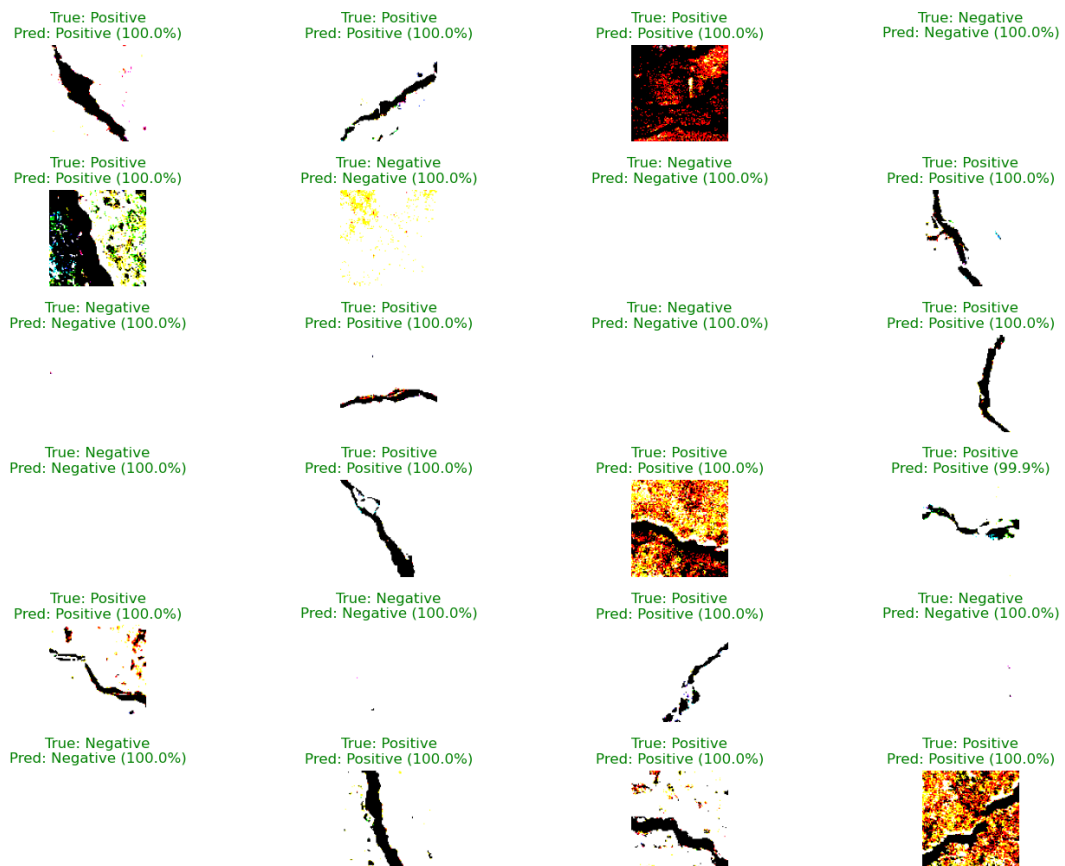 True: Positive
Pred: Positive (100.0%)
True: Positive
Pred: Positive (100.0%)
True: Positive
Pred: Positive (100.0%)
True: Negative
Pred: Negative (100.0%)
True: Positive
Pred: Positive (100.0%)
True: Negative
Pred: Negative (100.0%)
True: Negative
Pred: Negative (100.0%)
True: Positive
Pred: Positive (100.0%)
True: Negative
Pred: Negative (100.0%)
True: Positive
Pred: Positive (100.0%)
True: Negative
Pred: Negative (100.0%)
True: Positive
Pred: Positive (100.0%)
True: Negative
Pred: Negative (100.0%)
True: Positive
Pred: Positive (100.0%)
True: Positive
Pred: Positive (100.0%)
True: Positive
Pred: Positive (99.9%)
True: Positive
Pred: Positive (100.0%)
True: Negative
Pred: Negative (100.0%)
True: Positive
Pred: Positive (100.0%)
True: Negative
Pred: Negative (100.0%)
True: Negative
Pred: Negative (100.0%)
True: Positive
Pred: Positive (100.0%)
True: Positive
Pred: Positive (100.0%)
True: Positive
Pred: Positive (100.0%)